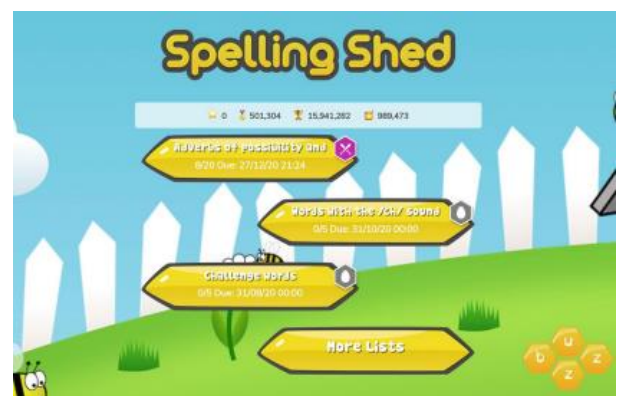 Spelling Shed
0 501,304 15,941,282 989,473
Adverbs of possibility and
8/20 Due: 27/12/20 21:24
Words with the /ch/ sound
0/5 Due: 31/10/20 00:00
Challenge Words
0/5 Due: 31/08/20 00:00
More Lists
b u z z